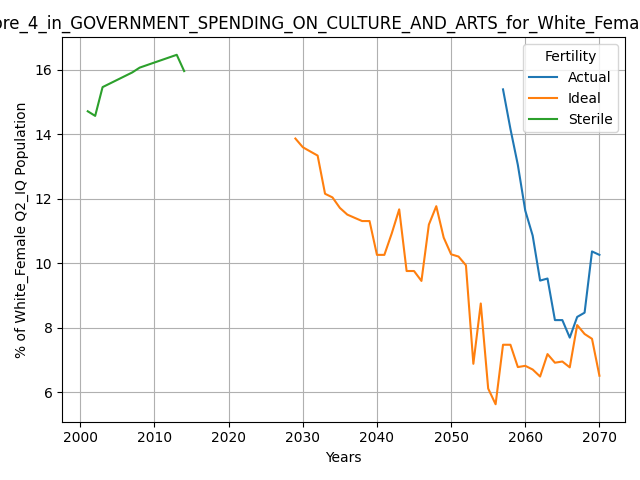 ore_4_in_GOVERNMENT_SPENDING_ON_CULTURE_AND_ARTS_for_White_Fema
Fertility
Actual
Ideal
Sterile
% of White_Female Q2_IQ Population
16
14
12
10
8
6
2000 2010 2020 2030 2040 2050 2060 2070
Years